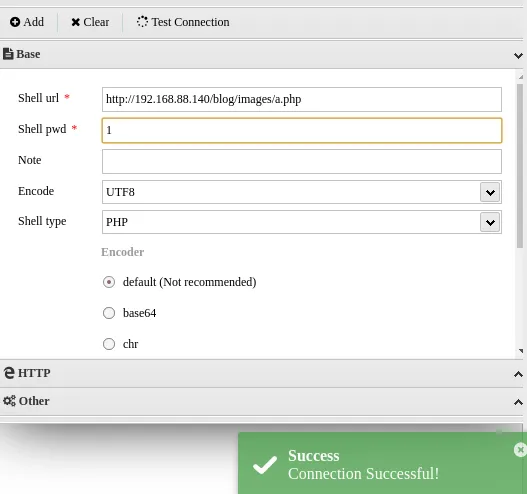 Add Clear Test Connection
Base
Shell url * http://192.168.88.140/blog/images/a.php
Shell pwd * 1
Note
Encode UTF8
Shell type PHP
Encoder
default (Not recommended)
base64
chr
HTTP
Other
Success
Connection Successful!